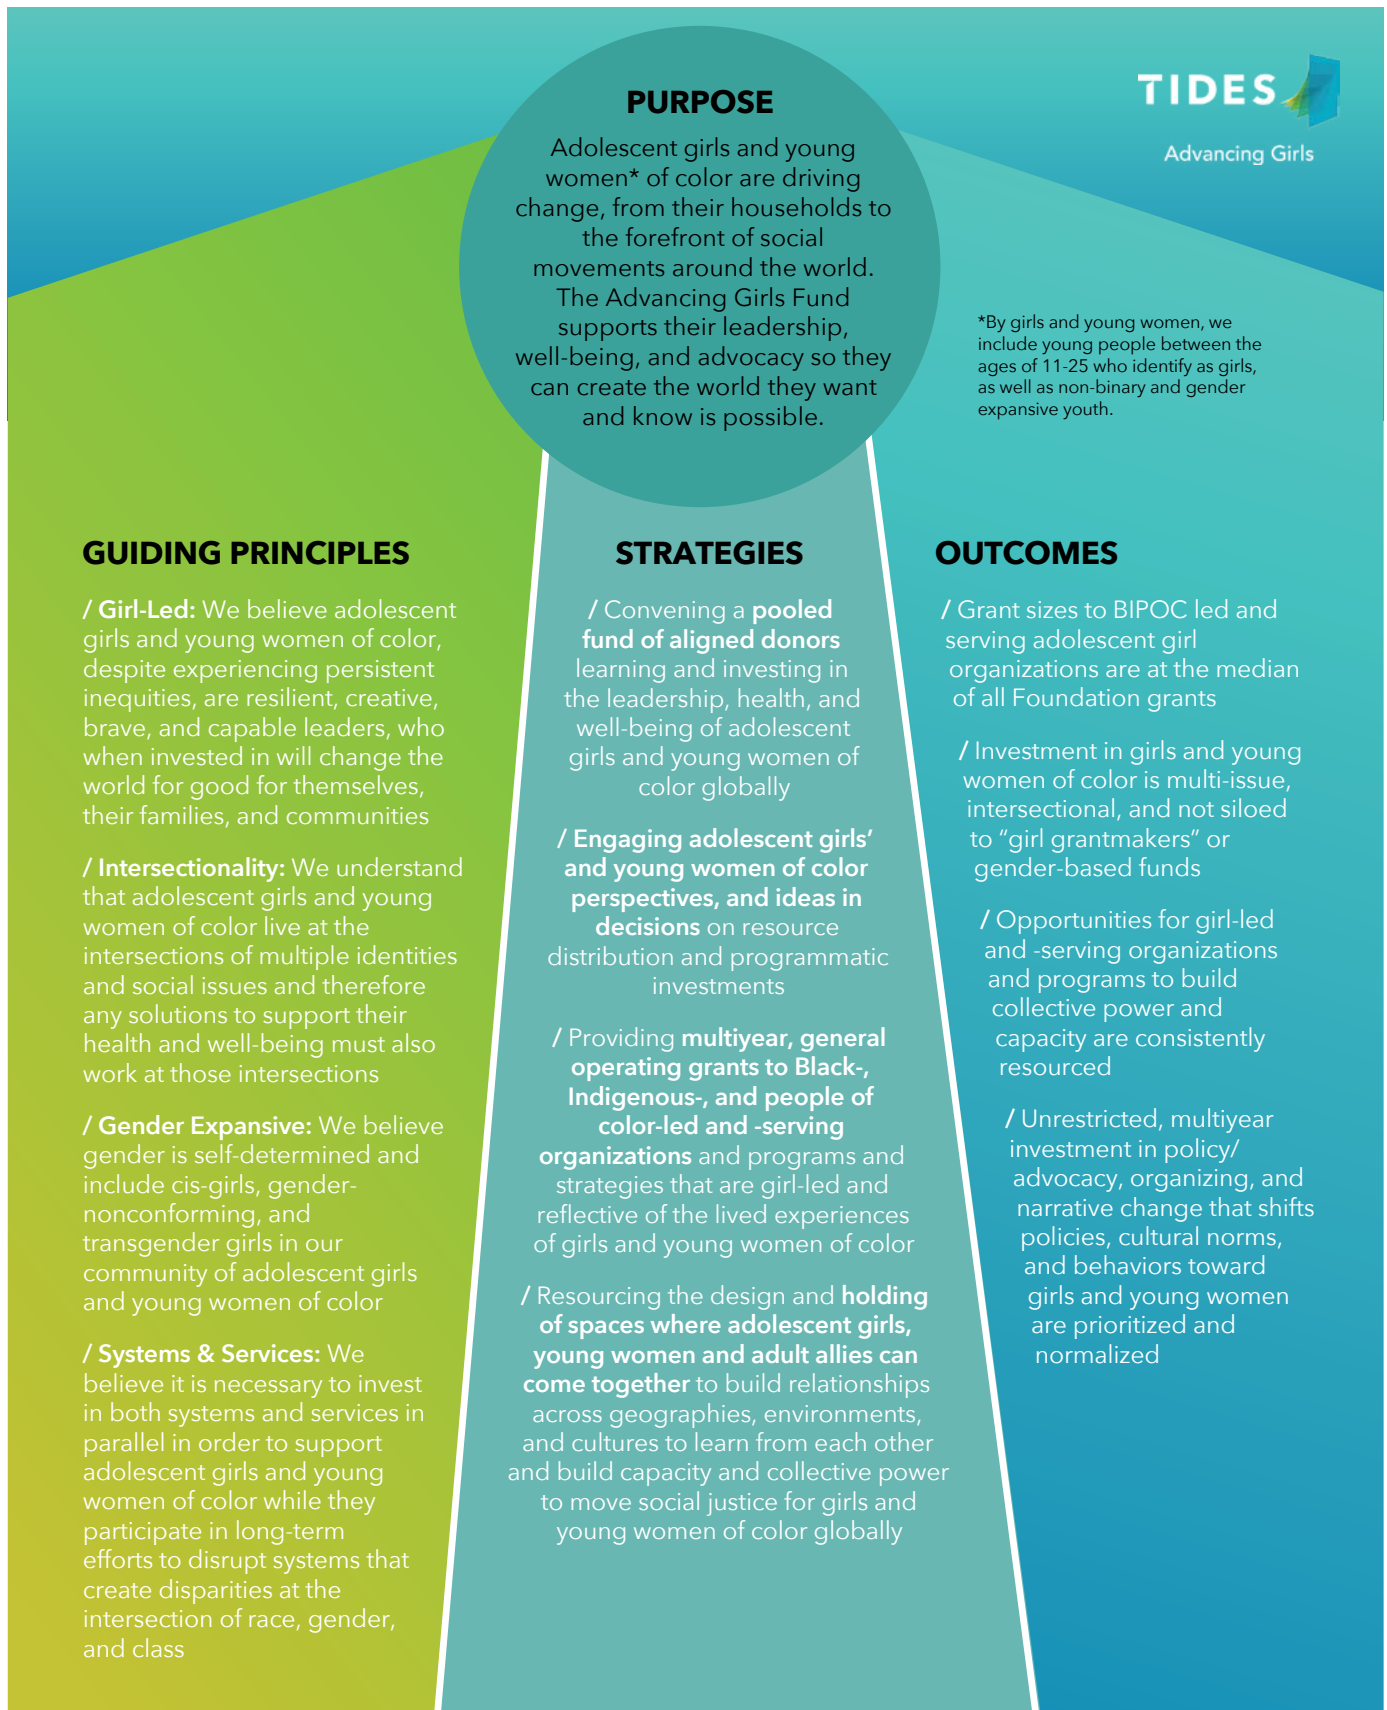 TIDES
Advancing Girls
PURPOSE
Adolescent girls and young
women* of color are driving
change, from their households to
the forefront of social
movements around the world.
The Advancing Girls Fund
supports their leadership,
well-being, and advocacy so they
can create the world they want
and know is possible.
*By girls and young women, we
include young people between the
ages of 11-25 who identify as girls,
as well as non-binary and gender
expansive youth.
GUIDING PRINCIPLES
/ Girl-Led: We believe adolescent
girls and young women of color,
despite experiencing persistent
inequities, are resilient, creative,
brave, and capable leaders, who
when invested in will change the
world for good for themselves,
their families, and communities
/ Intersectionality: We understand
that adolescent girls and young
women of color live at the
intersections of multiple identities
and social issues and therefore
any solutions to support their
health and well-being must also
work at those intersections
/ Gender Expansive: We believe
gender is self-determined and
include cis-girls, gender-
nonconforming, and
transgender girls in our
community of adolescent girls
and young women of color
/ Systems & Services: We
believe it is necessary to invest
in both systems and services in
parallel in order to support
adolescent girls and young
women of color while they
participate in long-term
efforts to disrupt systems that
create disparities at the
intersection of race, gender,
and class
STRATEGIES
/ Convening a pooled
fund of aligned donors
learning and investing in
the leadership, health, and
well-being of adolescent
girls and young women of
color globally
/ Engaging adolescent girls’
and young women of color
perspectives, and ideas in
decisions on resource
distribution and programmatic
investments
/ Providing multiyear, general
operating grants to Black-,
Indigenous-, and people of
color-led and -serving
organizations and programs and
strategies that are girl-led and
reflective of the lived experiences
of girls and young women of color
/ Resourcing the design and holding
of spaces where adolescent girls,
young women and adult allies can
come together to build relationships
across geographies, environments,
and cultures to learn from each other
and build capacity and collective power
to move social justice for girls and
young women of color globally
OUTCOMES
/ Grant sizes to BIPOC led and
serving adolescent girl
organizations are at the median
of all Foundation grants
/ Investment in girls and young
women of color is multi-issue,
intersectional, and not siloed
to “girl grantmakers” or
gender-based funds
/ Opportunities for girl-led
and -serving organizations
and programs to build
collective power and
capacity are consistently
resourced
/ Unrestricted, multiyear
investment in policy/
advocacy, organizing, and
narrative change that shifts
policies, cultural norms,
and behaviors toward
girls and young women
are prioritized and
normalized